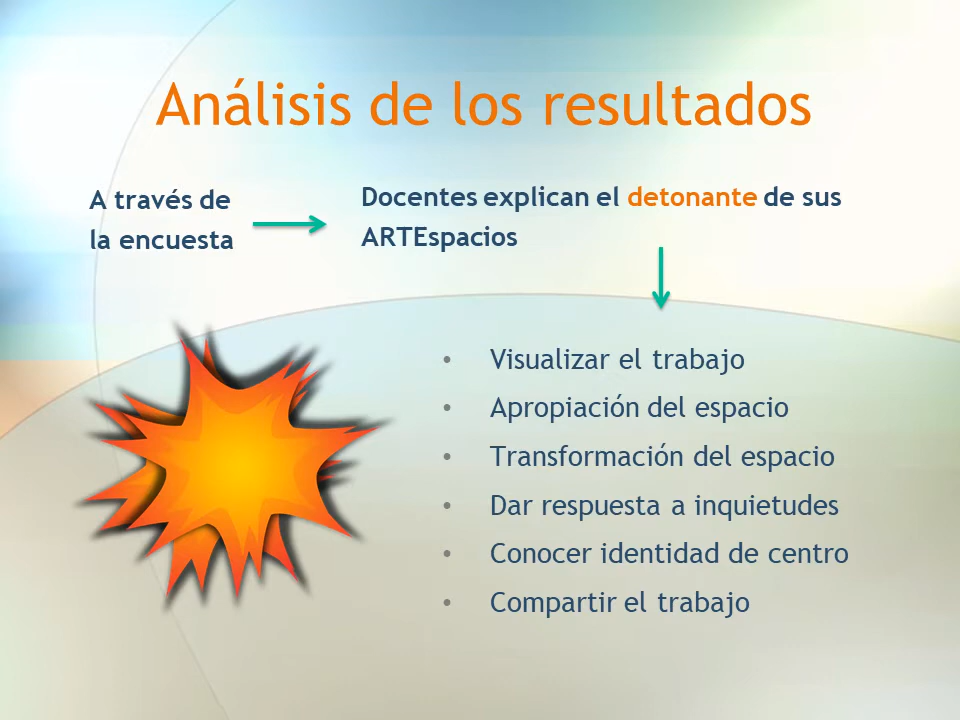 Análisis de los resultados
A través de
la encuesta
Docentes explican el detonante de sus
ARTEspacios
• Visualizar el trabajo
• Apropiación del espacio
• Transformación del espacio
• Dar respuesta a inquietudes
• Conocer identidad de centro
• Compartir el trabajo